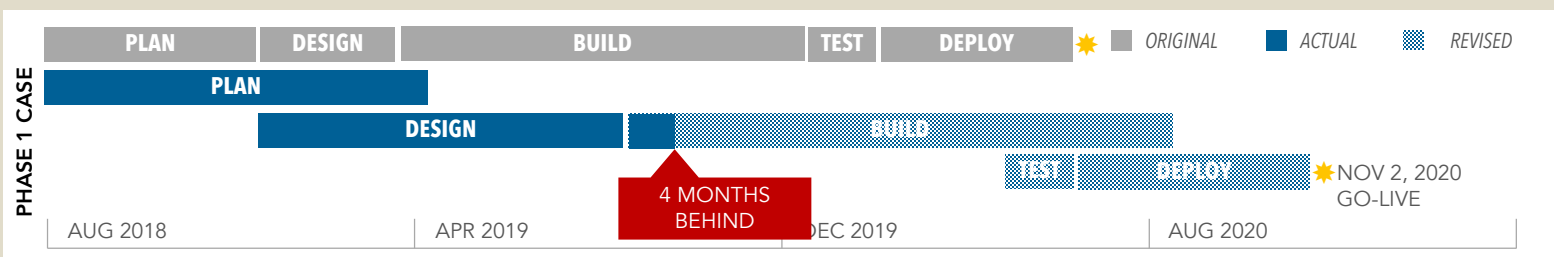 PLAN DESIGN BUILD TEST DEPLOY ORIGINAL ACTUAL REVISED
PHASE 1 CASE
PLAN
DESIGN BUILD
TEST DEPLOY NOV 2, 2020
GO-LIVE
4 MONTHS
BEHIND
AUG 2018 APR 2019 DEC 2019 AUG 2020